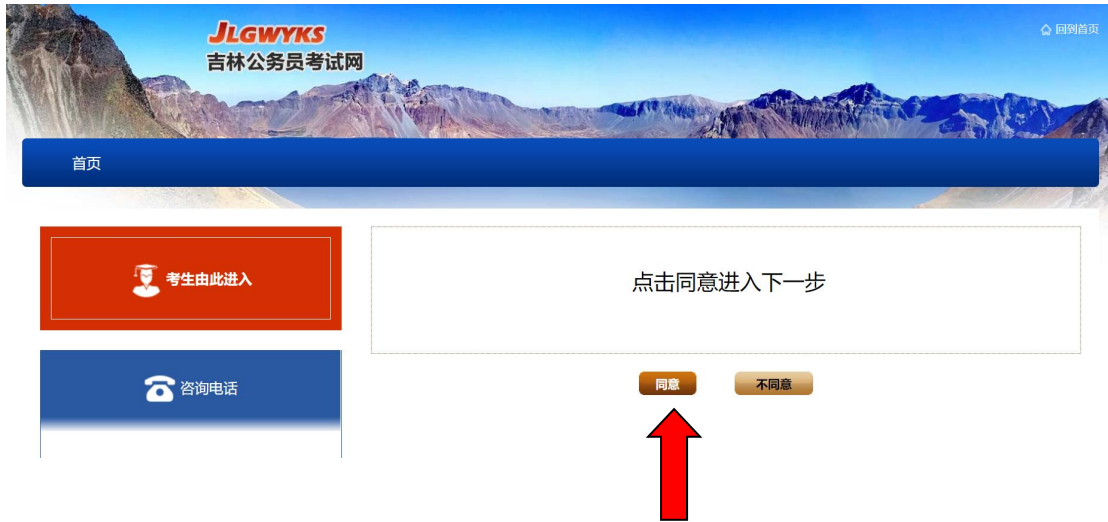 JLGWYKS
吉林公务员考试网
回到首页
首页
考生由此进入
点击同意进入下一步
咨询电话
同意
不同意